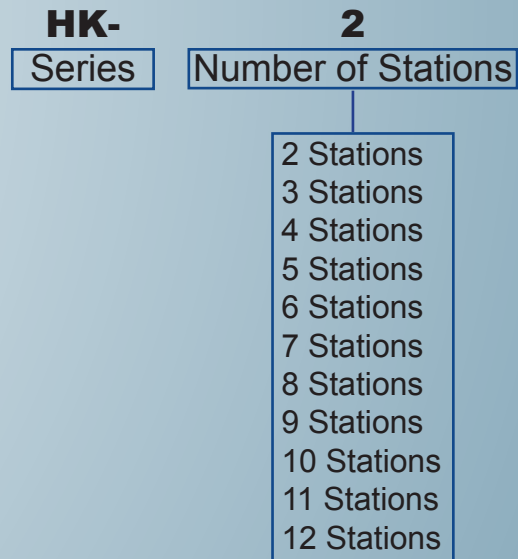 HK- 2
Series Number of Stations
2 Stations
3 Stations
4 Stations
5 Stations
6 Stations
7 Stations
8 Stations
9 Stations
10 Stations
11 Stations
12 Stations